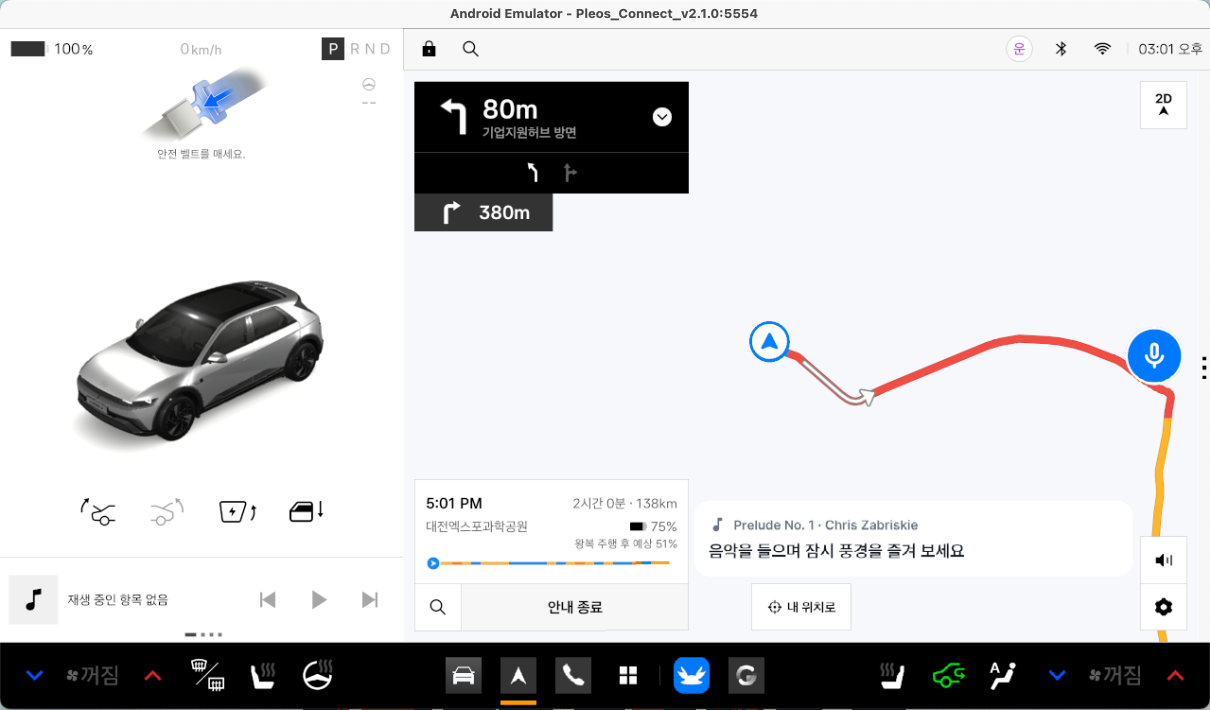 Android Emulator - Pleos_Connect_v2.1.0:5554
100 %
0 km/h
P R N D
운
03:01 오후
안전 벨트를 매세요.
--
80m
기업지원허브 방면
380m
2D
5:01 PM
2시간 0분 · 138km
대전엑스포과학공원
75%
왕복 주행 후 예상 51%
안내 종료
Prelude No. 1 · Chris Zabriskie
음악을 들으며 잠시 풍경을 즐겨 보세요
내 위치로
재생 중인 항목 없음
꺼짐
G
A
꺼짐